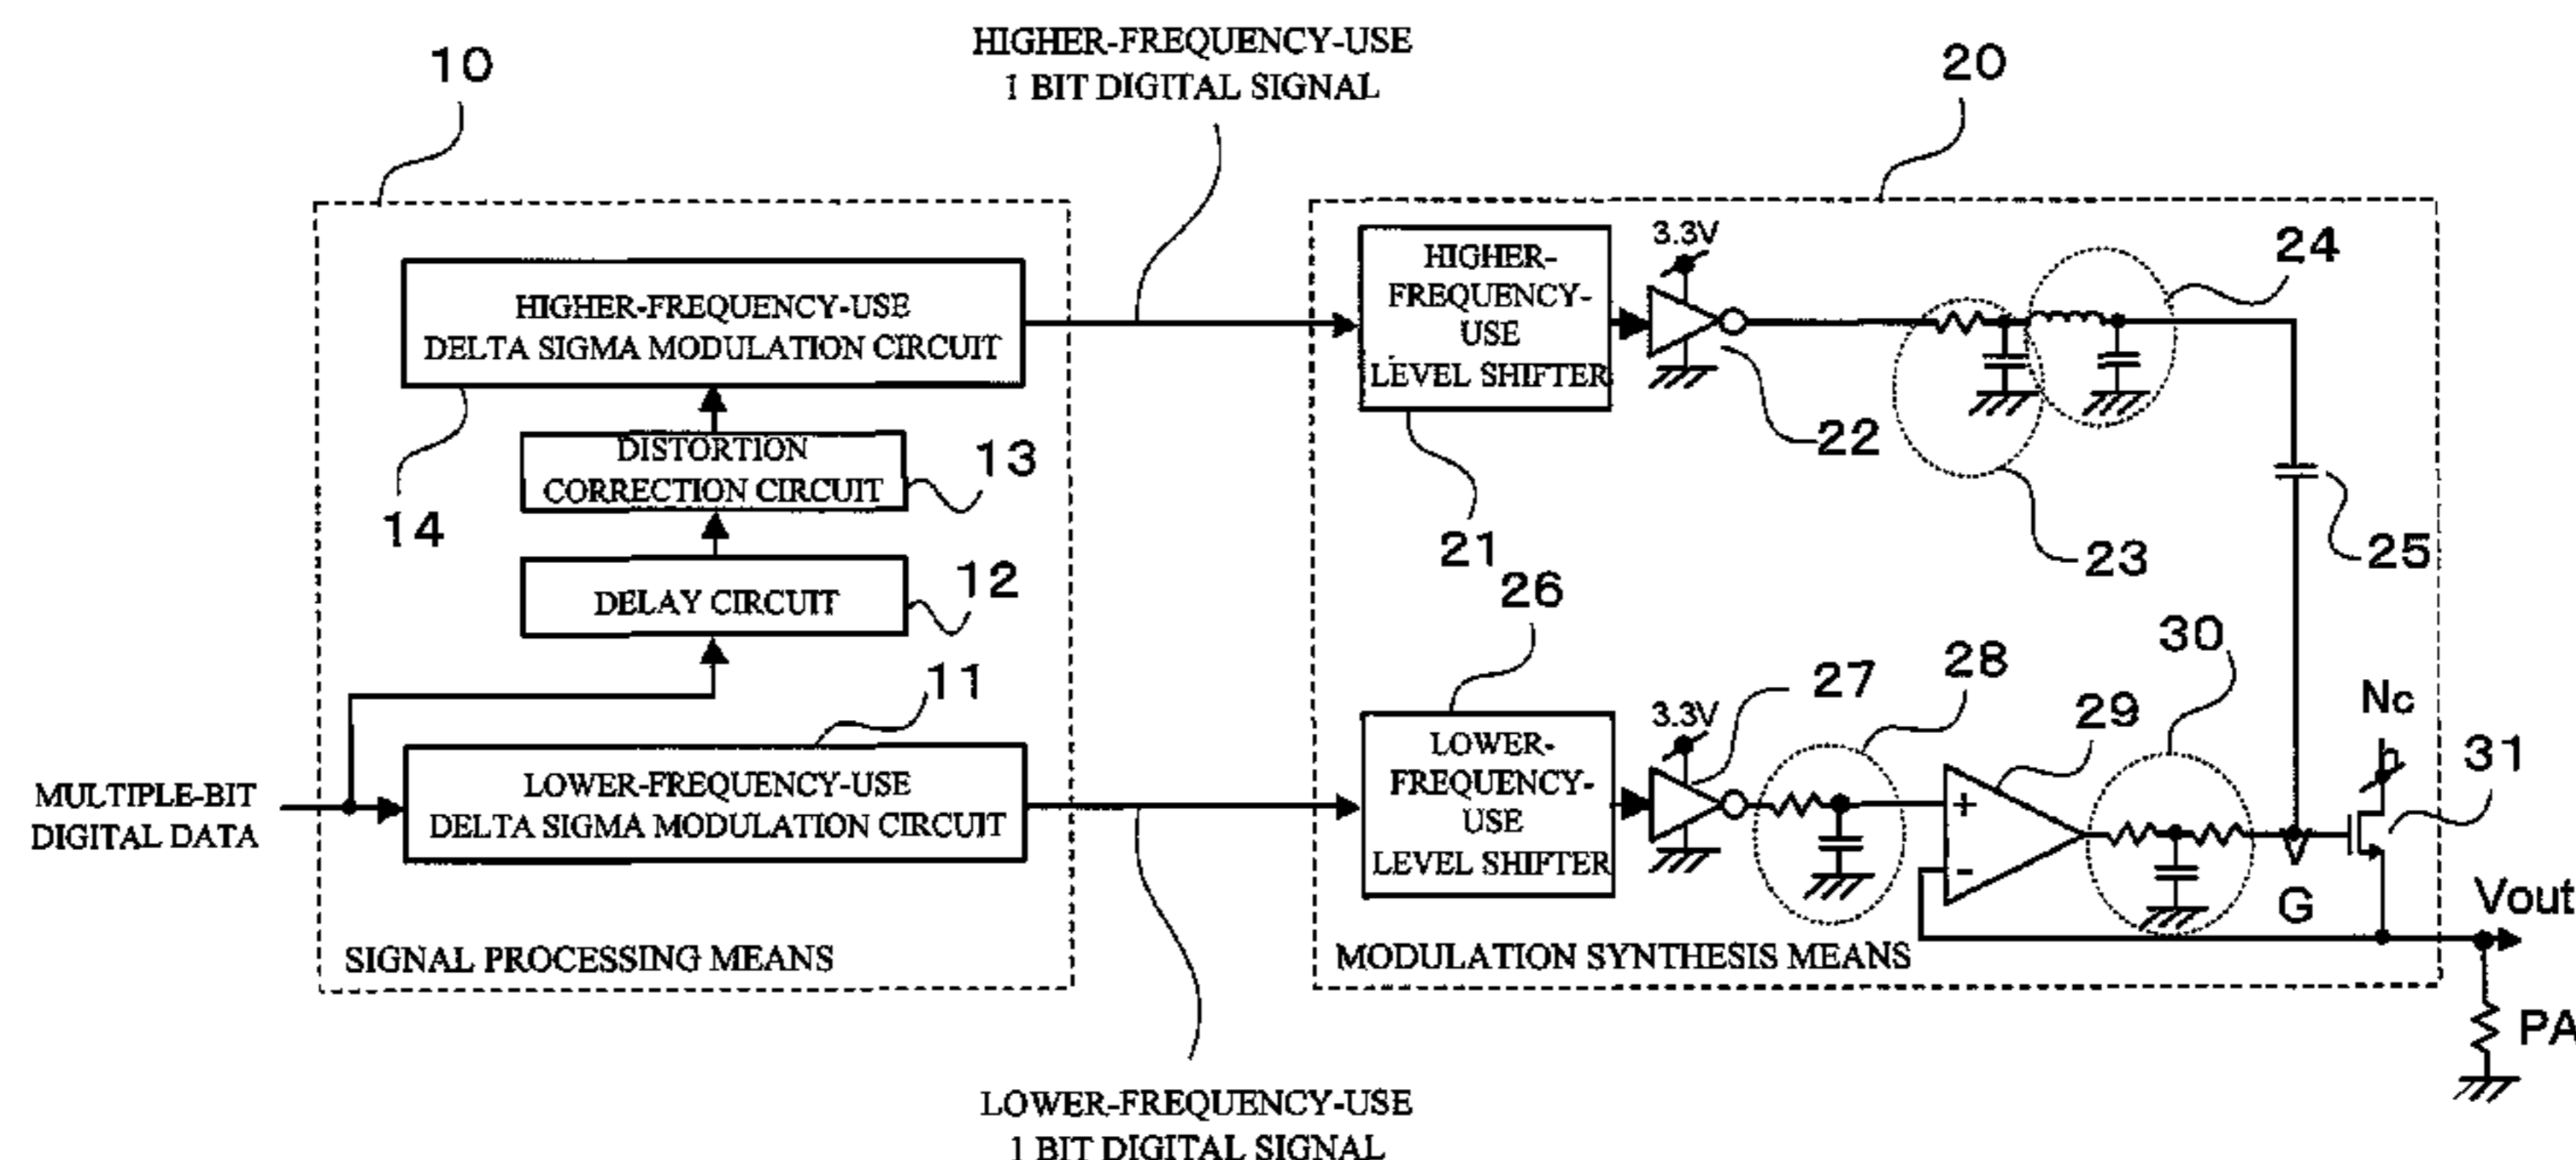 HIGHER-FREQUENCY-USE
1 BIT DIGITAL SIGNAL
10
20
HIGHER-FREQUENCY-USE
DELTA SIGMA MODULATION CIRCUIT
14
DISTORTION
CORRECTION CIRCUIT
13
DELAY CIRCUIT
12
11
MULTIPLE-BIT
DIGITAL DATA
LOWER-FREQUENCY-USE
DELTA SIGMA MODULATION CIRCUIT
SIGNAL PROCESSING MEANS
HIGHER-
FREQUENCY-
USE
LEVEL SHIFTER
21
3.3V
22
23
24
25
26
LOWER-
FREQUENCY-
USE
LEVEL SHIFTER
3.3V
27
28
+
-
29
30
G
Nch
31
Vout
PA
MODULATION SYNTHESIS MEANS
LOWER-FREQUENCY-USE
1 BIT DIGITAL SIGNAL